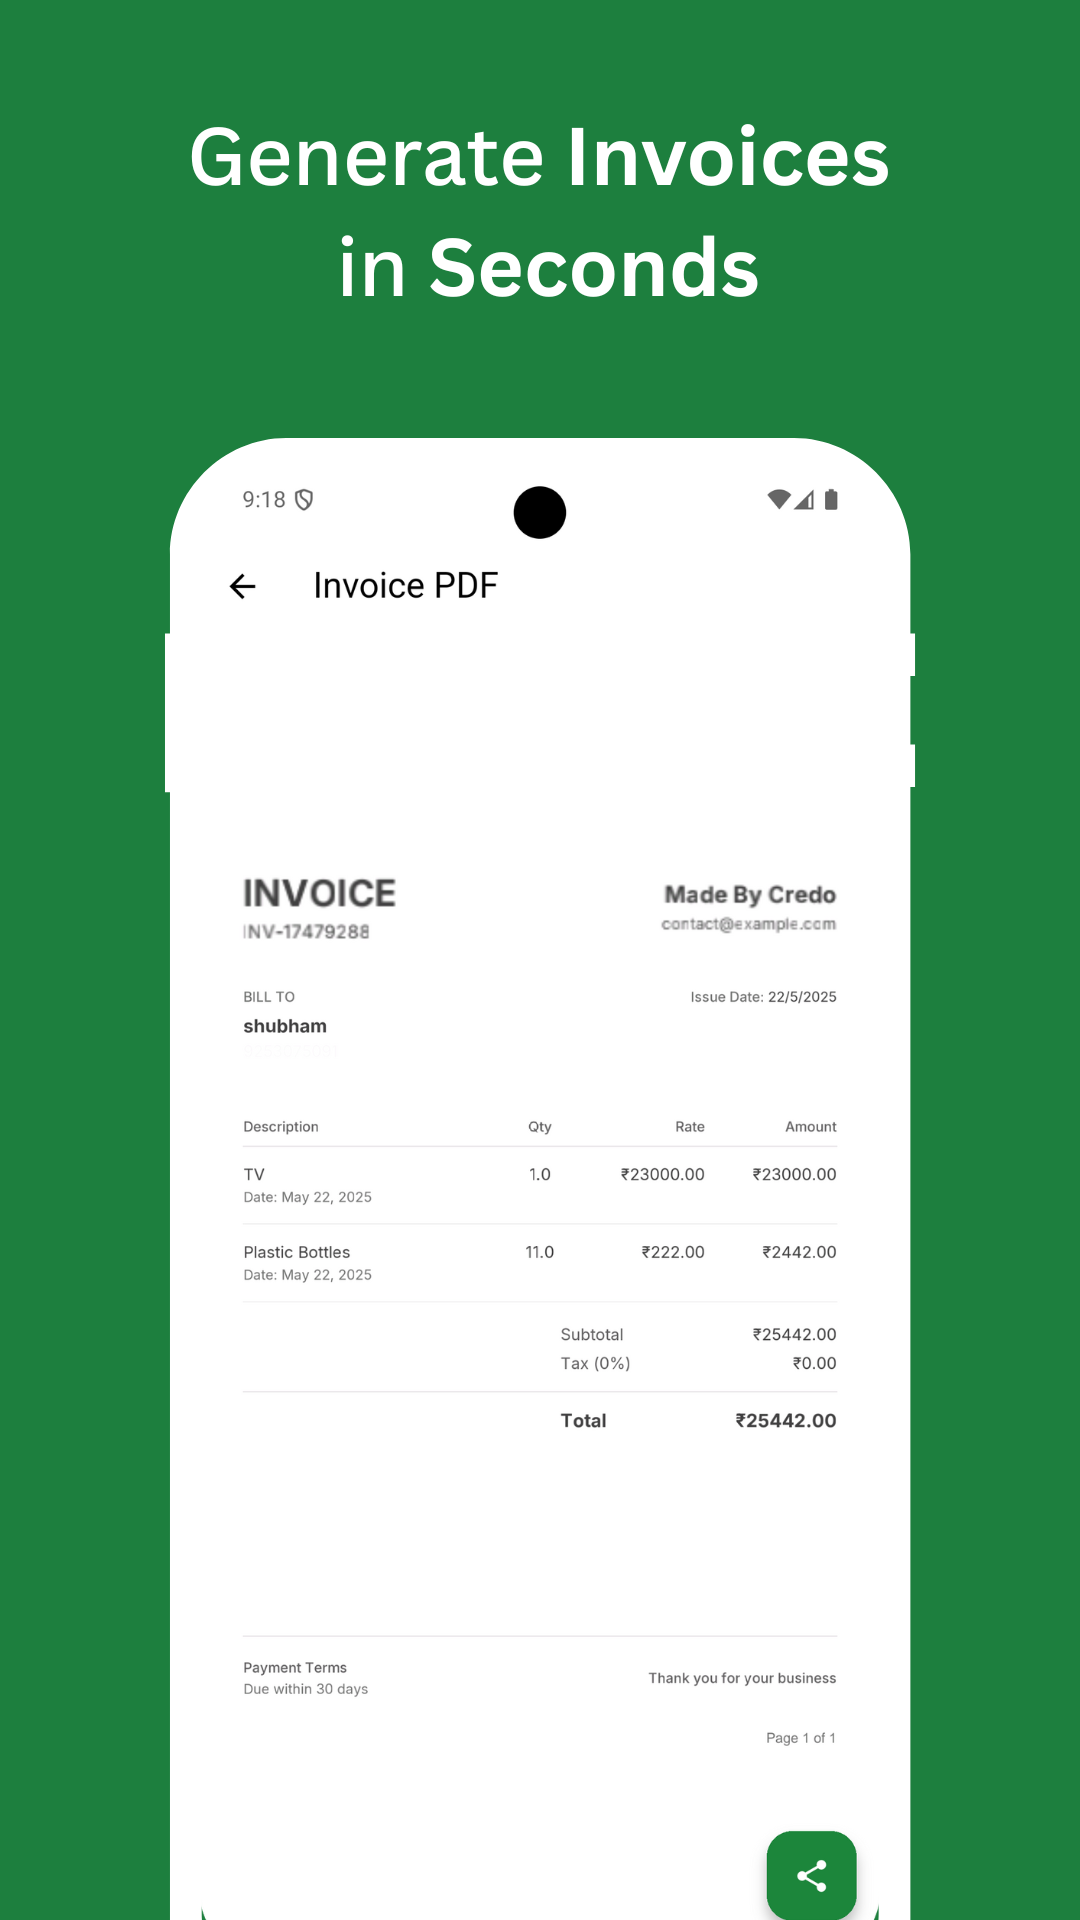 Generate Invoices
in Seconds
9:18
Invoice PDF
INVOICE
INV-17479288
Made By Credo
contact@example.com
BILL TO
Issue Date: 22/5/2025
shubham
Description Qty Rate Amount
TV 1.0 ₹23000.00 ₹23000.00
Date: May 22, 2025
Plastic Bottles 11.0 ₹222.00 ₹2442.00
Date: May 22, 2025
Subtotal ₹25442.00
Tax (0%) ₹0.00
Total ₹25442.00
Payment Terms
Due within 30 days
Thank you for your business
Page 1 of 1